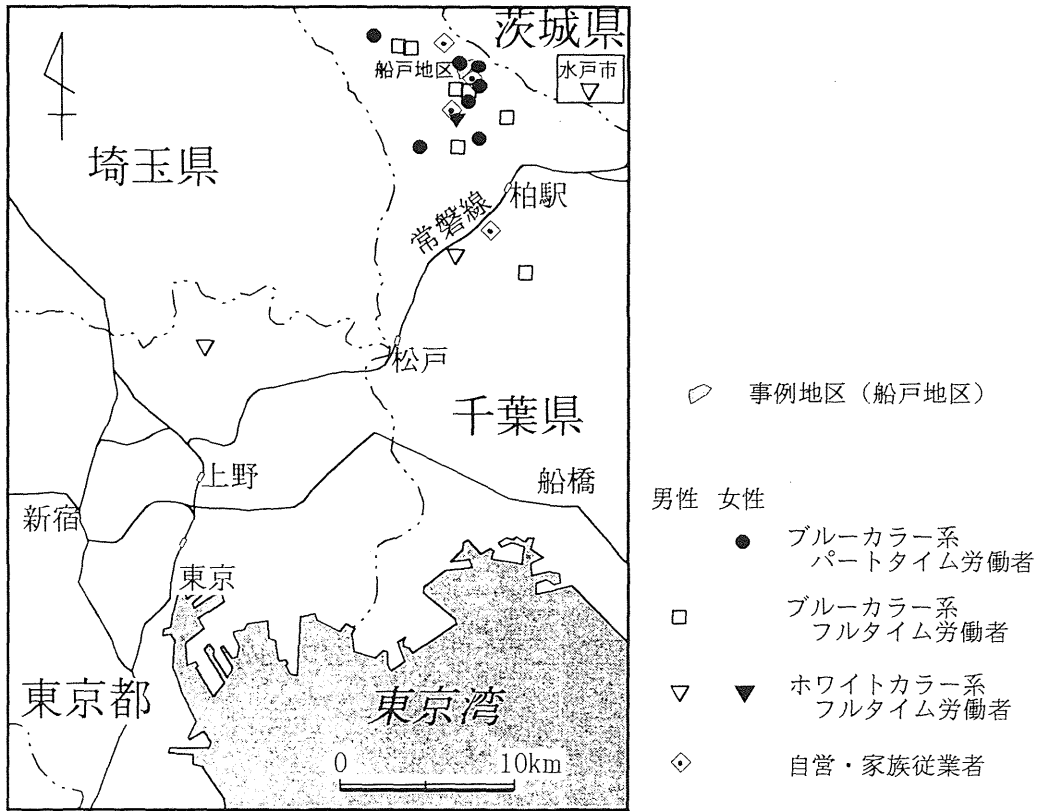 茨城県
船戸地区
水戸市
埼玉県
柏駅
常磐線
松戸
千葉県
上野
船橋
新宿
東京
東京都
東京湾
0 10km
事例地区（船戸地区）
男性 女性
ブルーカラー系
パートタイム労働者
ブルーカラー系
フルタイム労働者
ホワイトカラー系
フルタイム労働者
自営・家族従業者